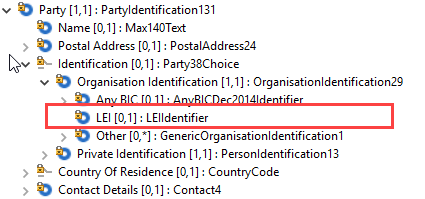 Party [1,1] : PartyIdentification131
Name [0,1] : Max140Text
Postal Address [0,1] : PostalAddress24
Identification [0,1] : Party38Choice
Organisation Identification [1,1] : OrganisationIdentification29
Any BIC [0,1] : AnyBICDec2014Identifier
LEI [0,1] : LEIIdentifier
Other [0,*] : GenericOrganisationIdentification1
Private Identification [1,1] : PersonIdentification13
Country Of Residence [0,1] : CountryCode
Contact Details [0,1] : Contact4